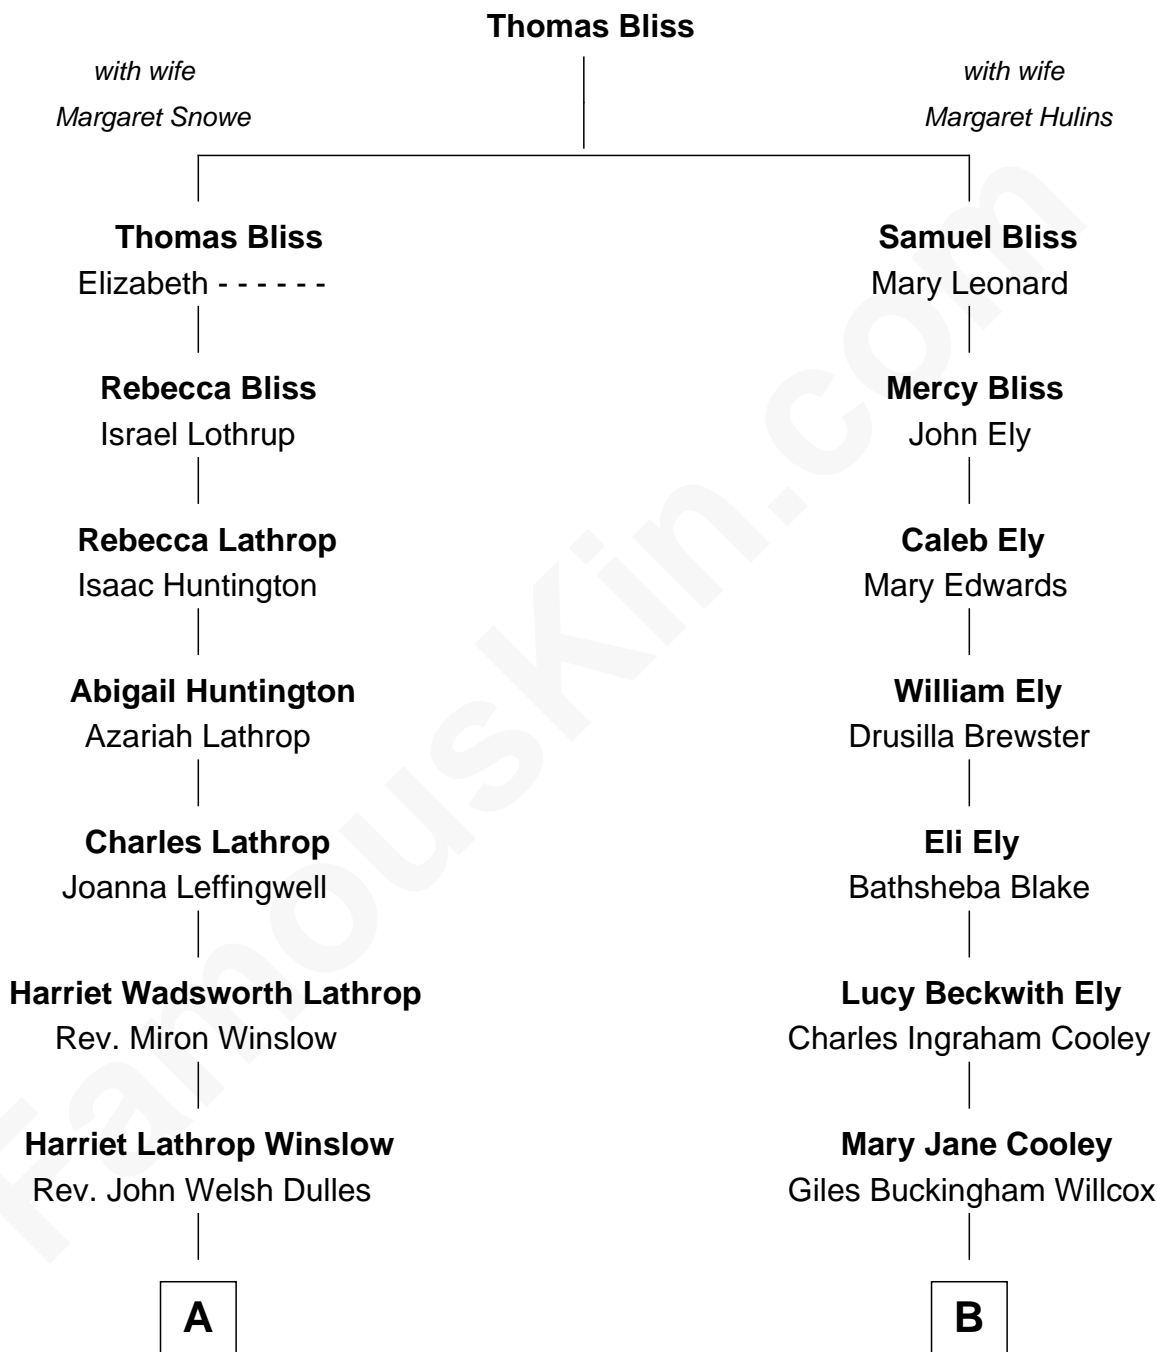 Thomas Bliss
with wife
Margaret Snowe
with wife
Margaret Hulins
Thomas Bliss
Elizabeth - - - - - -
Samuel Bliss
Mary Leonard
Rebecca Bliss
Israel Lothrup
Mercy Bliss
John Ely
Rebecca Lathrop
Isaac Huntington
Caleb Ely
Mary Edwards
Abigail Huntington
Azariah Lathrop
William Ely
Drusilla Brewster
Charles Lathrop
Joanna Leffingwell
Eli Ely
Bathsheba Blake
Harriet Wadsworth Lathrop
Rev. Miron Winslow
Lucy Beckwith Ely
Charles Ingraham Cooley
Harriet Lathrop Winslow
Rev. John Welsh Dulles
Mary Jane Cooley
Giles Buckingham Willcox
A
B
FamousKin.com